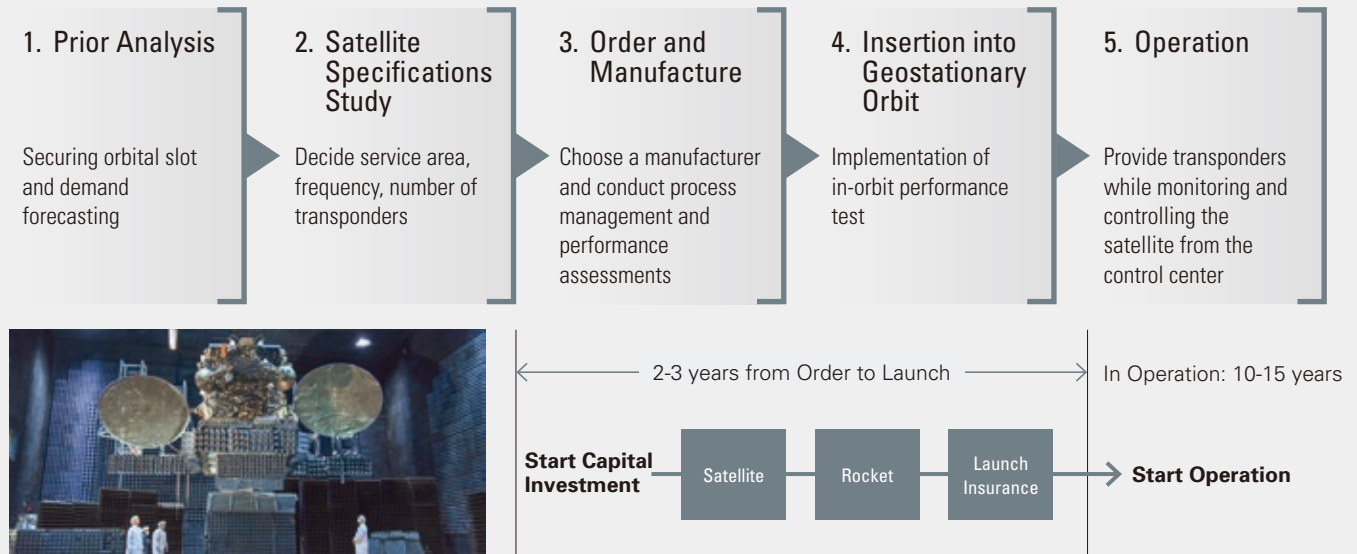 1. Prior Analysis
Securing orbital slot
and demand
forecasting
2. Satellite
Specifications
Study
Decide service area,
frequency, number of
transponders
3. Order and
Manufacture
Choose a manufacturer
and conduct process
management and
performance
assessments
4. Insertion into
Geostationary
Orbit
Implementation of
in-orbit performance
test
5. Operation
Provide transponders
while monitoring and
controlling the
satellite from the
control center
2-3 years from Order to Launch
In Operation: 10-15 years
Start Capital
Investment
Satellite
Rocket
Launch
Insurance
Start Operation